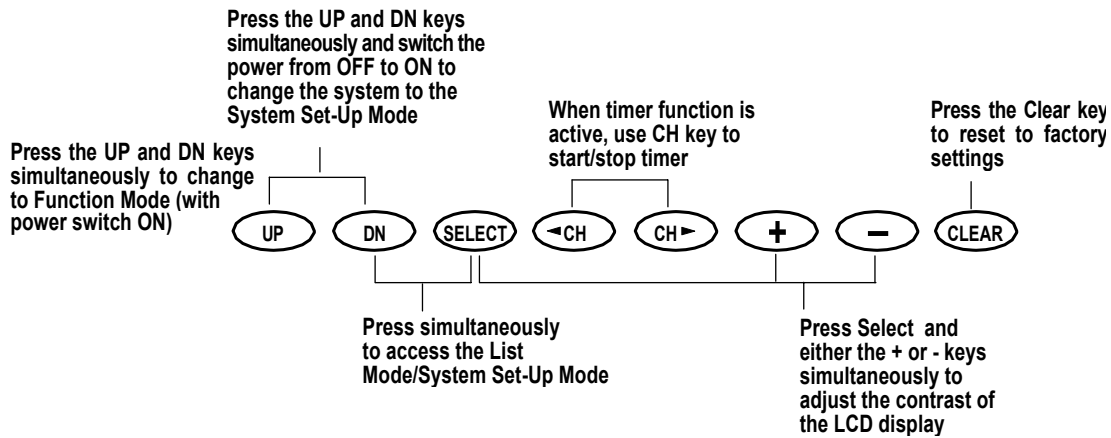 Press the UP and DN keys
simultaneously and switch the
power from OFF to ON to
change the system to the
System Set-Up Mode
When timer function is
active, use CH key to
start/stop timer
Press the Clear key
to reset to factory
settings
Press the UP and DN keys
simultaneously to change
to Function Mode (with
power switch ON)
UP DN SELECT ◄CH CH► + − CLEAR
Press simultaneously
to access the List
Mode/System Set-Up Mode
Press Select and
either the + or - keys
simultaneously to
adjust the contrast of
the LCD display